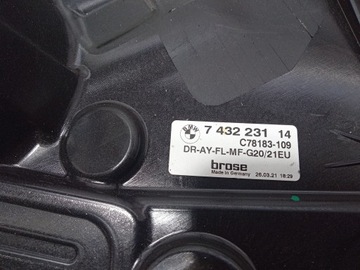 BMW
7 432 231 14
C78183-109
DR-AY-FL-MF-G20/21EU
brose
Made in Germany 26.03.21 18:29